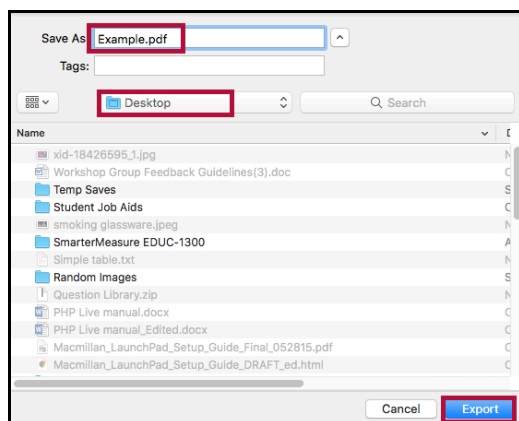 Save As: Example.pdf
Tags:
Desktop
Search
Name
xid-18426595_1.jpg
Workshop Group Feedback Guidelines(3).doc
Temp Saves
Student Job Aids
smoking glassware.jpeg
SmarterMeasure EDUC-1300
Simple table.txt
Random Images
Question Library.zip
PHP Live manual.docx
PHP Live manual_Edited.docx
Macmillan_LaunchPad_Setup_Guide_Final_052815.pdf
Macmillan_LaunchPad_Setup_Guide_DRAFT_ed.html
Cancel Export